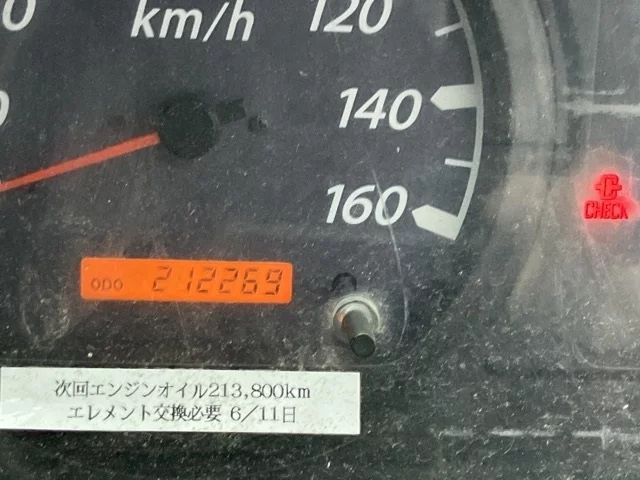 km/h
120
140
160
CHECK
ODO 212269
次回エンジンオイル213,800km
エレメント交換必要 6/11日